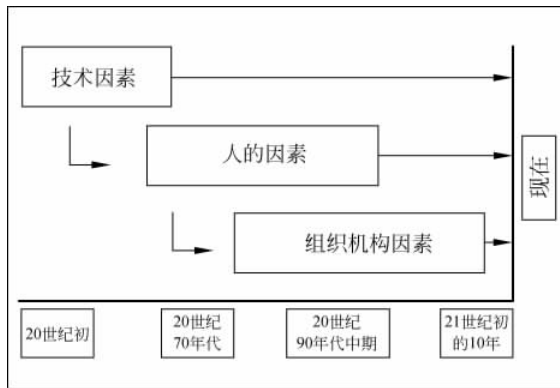 技术因素
人的因素
组织机构因素
现在
20世纪初
20世纪
70年代
20世纪
90年代中期
21世纪初
的10年